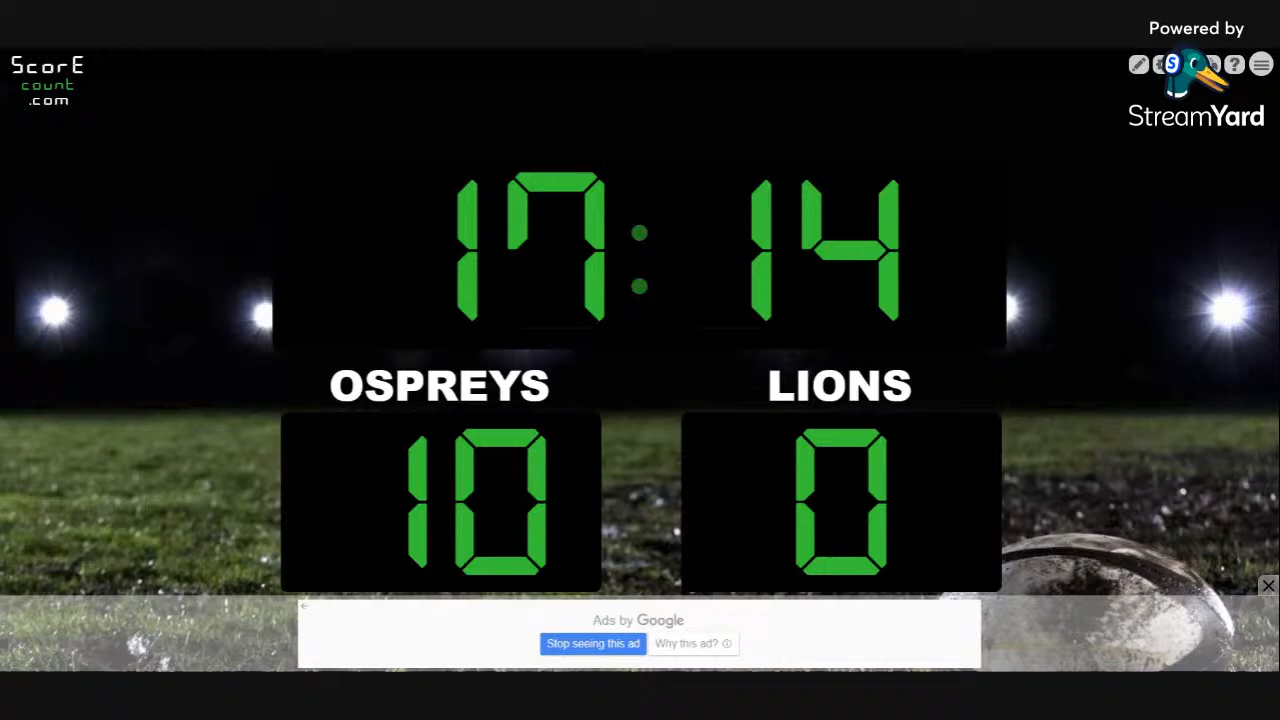 Powered by
ScorE
count
.com
S
?
StreamYard
17:14
OSPREYS
LIONS
10
0
Ads by Google
Stop seeing this ad
Why this ad?